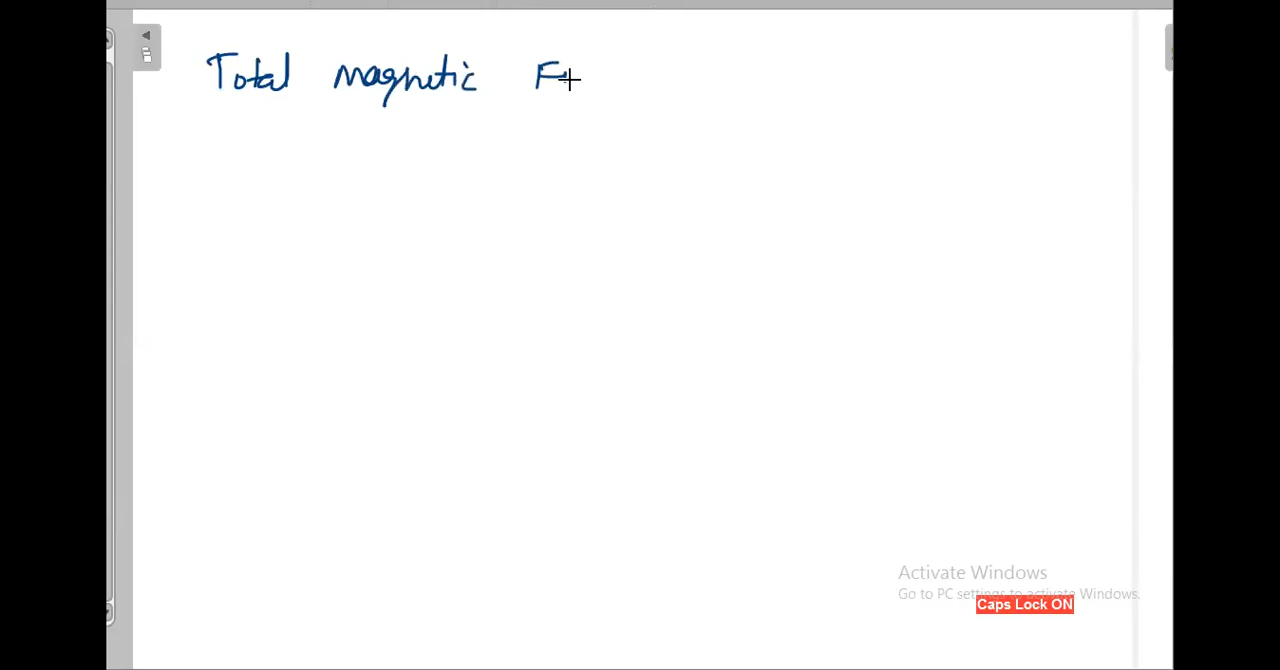 Total magnetic F
Activate Windows
Go to PC settings to activate Windows.
Caps Lock ON